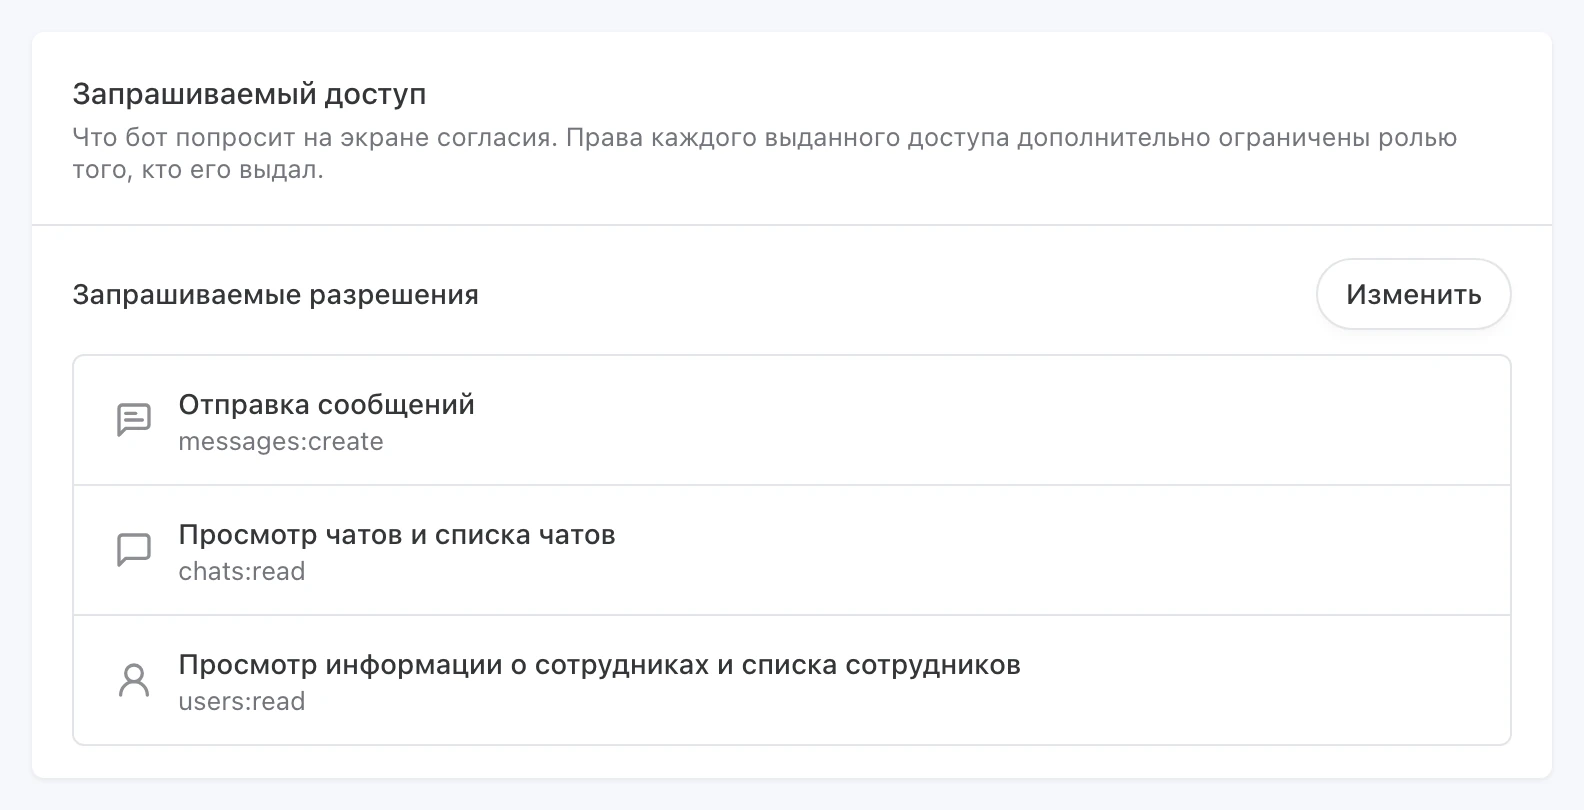 Запрашиваемый доступ
Что бот попросит на экране согласия. Права каждого выданного доступа дополнительно ограничены ролью
того, кто его выдал.
Запрашиваемые разрешения
Изменить
Отправка сообщений
messages:create
Просмотр чатов и списка чатов
chats:read
Просмотр информации о сотрудниках и списка сотрудников
users:read